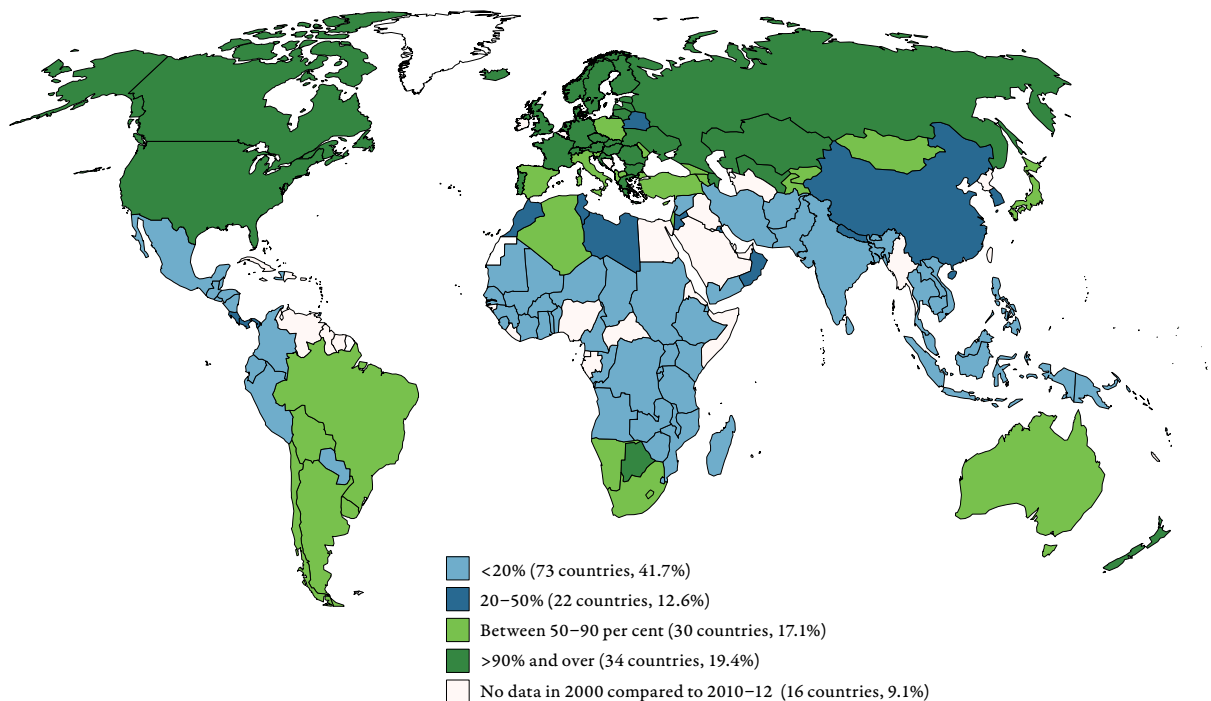 <20% (73 countries, 41.7%)
20–50% (22 countries, 12.6%)
Between 50–90 per cent (30 countries, 17.1%)
>90% and over (34 countries, 19.4%)
No data in 2000 compared to 2010–12 (16 countries, 9.1%)